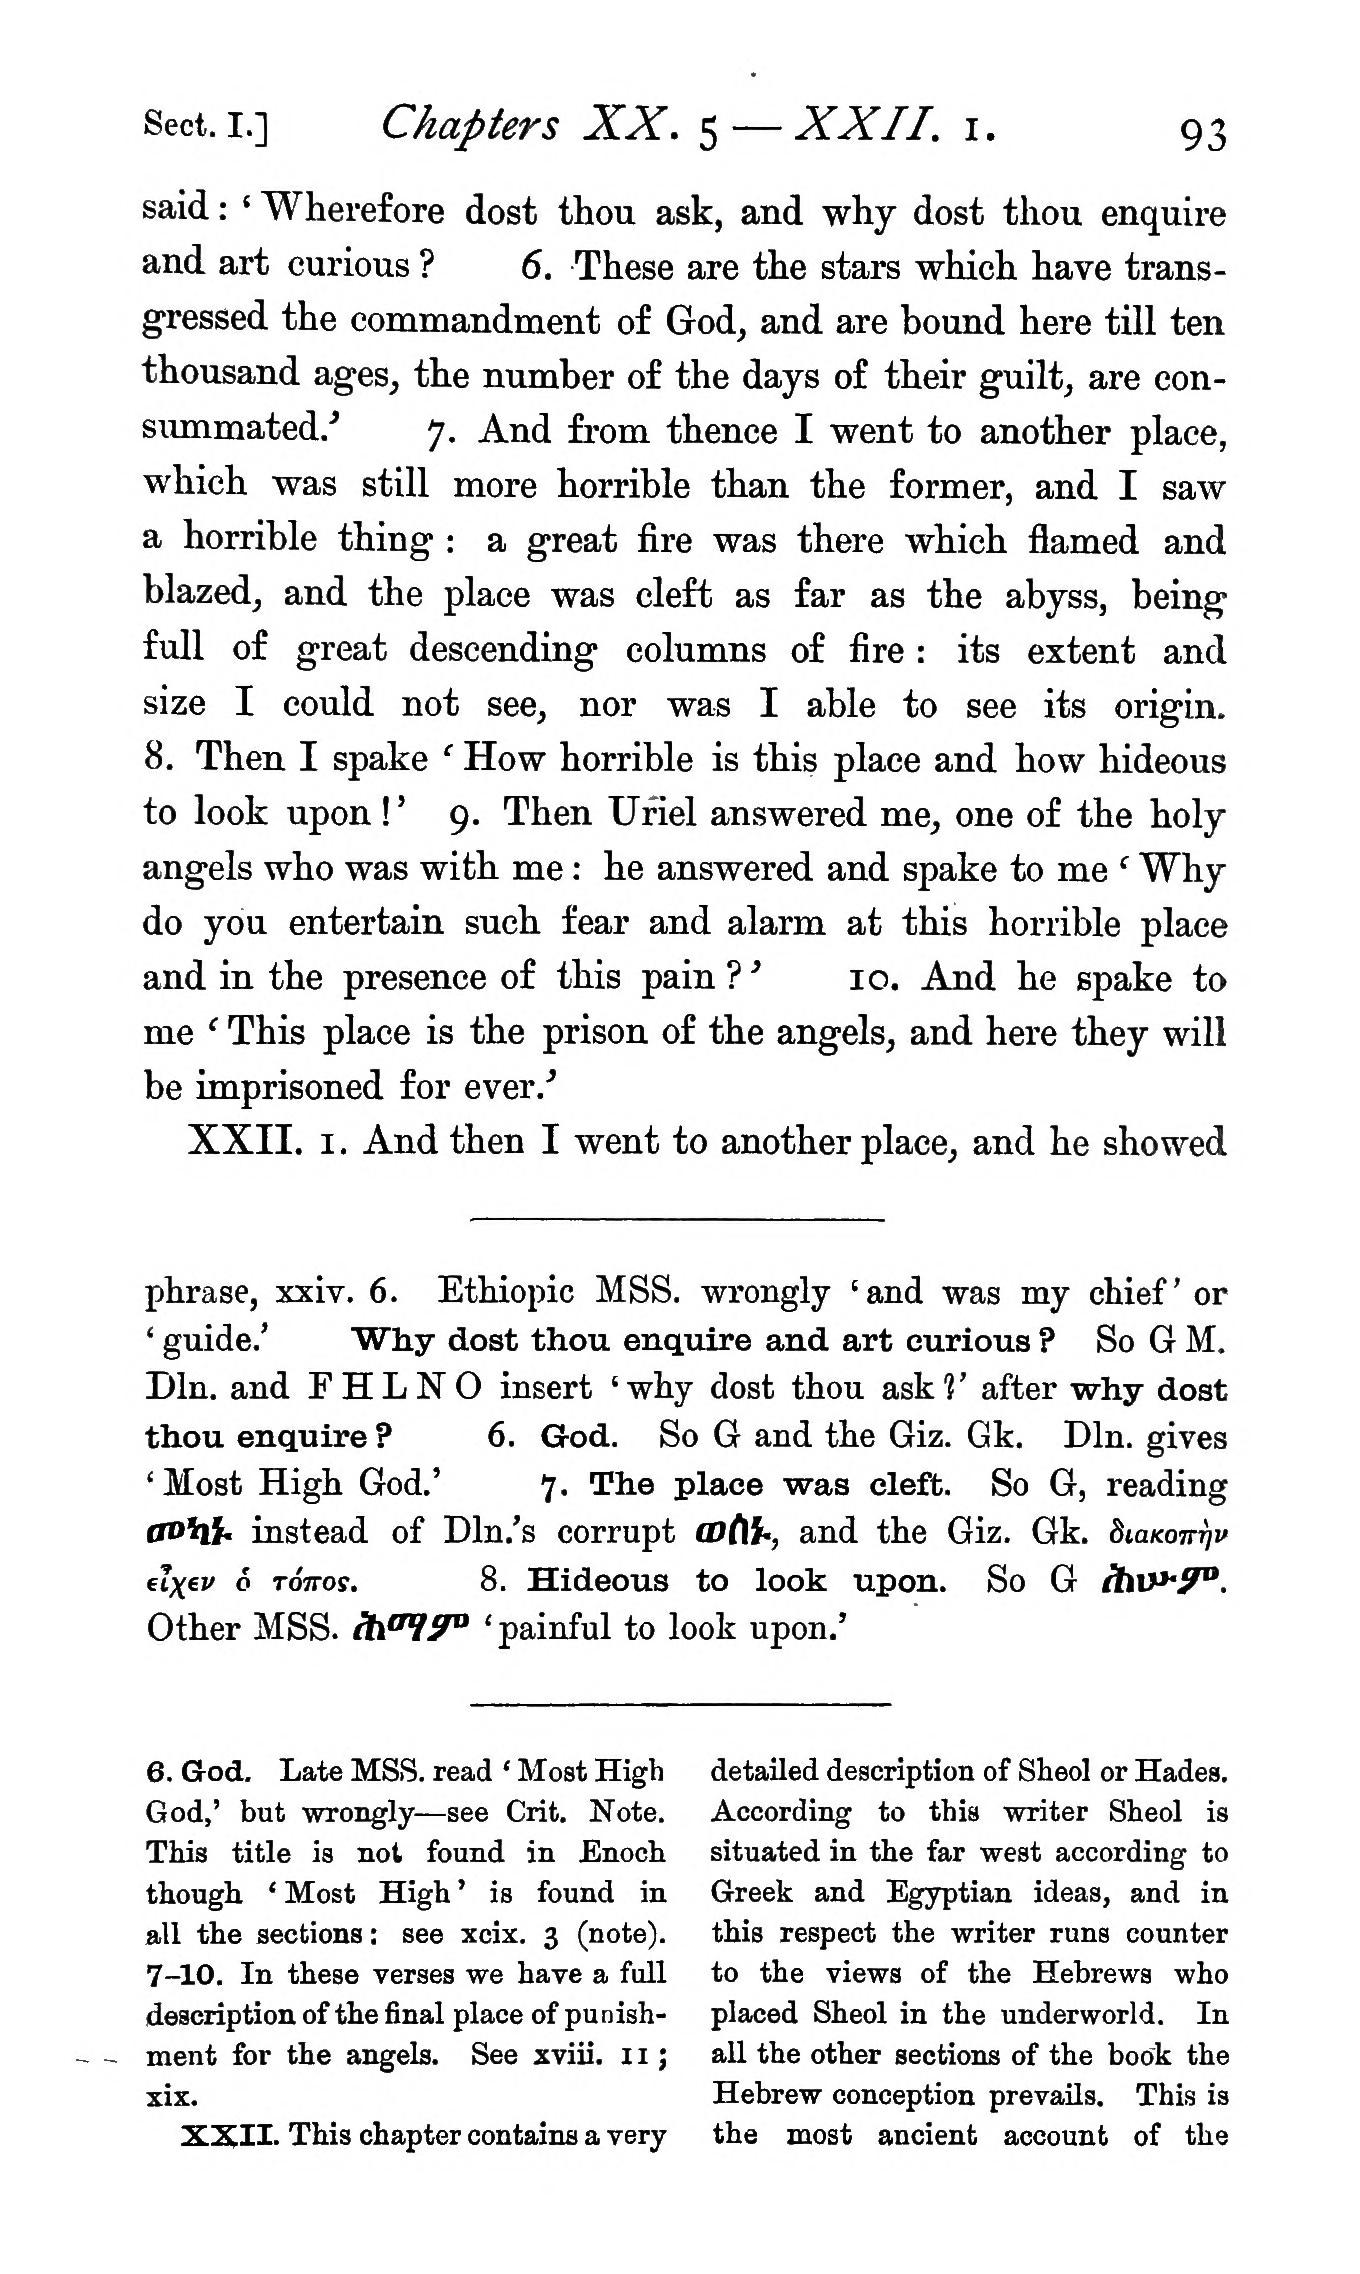 Sect. I.] Chapters XX. 5 — XXII. 1. 93
said: ‘Wherefore dost thou ask, and why dost thou enquire
and art curious? 6. These are the stars which have trans-
gressed the commandment of God, and are bound here till ten
thousand ages, the number of the days of their guilt, are con-
summated.’ 7. And from thence I went to another place,
which was still more horrible than the former, and I saw
a horrible thing: a great fire was there which flamed and
blazed, and the place was cleft as far as the abyss, being
full of great descending columns of fire: its extent and
size I could not see, nor was I able to see its origin.
8. Then I spake ‘How horrible is this place and how hideous
to look upon!’ 9. Then Uriel answered me, one of the holy
angels who was with me: he answered and spake to me ‘Why
do you entertain such fear and alarm at this horrible place
and in the presence of this pain?’ 10. And he spake to
me ‘This place is the prison of the angels, and here they will
be imprisoned for ever.’
XXII. 1. And then I went to another place, and he showed
phrase, xxiv. 6. Ethiopic MSS. wrongly ‘and was my chief’ or
‘guide.’ Why dost thou enquire and art curious? So G M.
Dln. and F H L N O insert ‘why dost thou ask?’ after why dost
thou enquire? 6. God. So G and the Giz. Gk. Dln. gives
‘Most High God.’ 7. The place was cleft. So G, reading
instead of Dln.’s corrupt ወሰኑ, and the Giz. Gk. διακοπὴν
εἶχεν ὁ τόπος. 8. Hideous to look upon. So G ሕሡም.
Other MSS. ሕማም ‘painful to look upon.’
6. God. Late MSS. read ‘Most High
God,’ but wrongly—see Crit. Note.
This title is not found in Enoch
though ‘Most High’ is found in
all the sections: see xcix. 3 (note).
7–10. In these verses we have a full
description of the final place of punish-
ment for the angels. See xviii. 11;
xix.
XXII. This chapter contains a very
detailed description of Sheol or Hades.
According to this writer Sheol is
situated in the far west according to
Greek and Egyptian ideas, and in
this respect the writer runs counter
to the views of the Hebrews who
placed Sheol in the underworld. In
all the other sections of the book the
Hebrew conception prevails. This is
the most ancient account of the